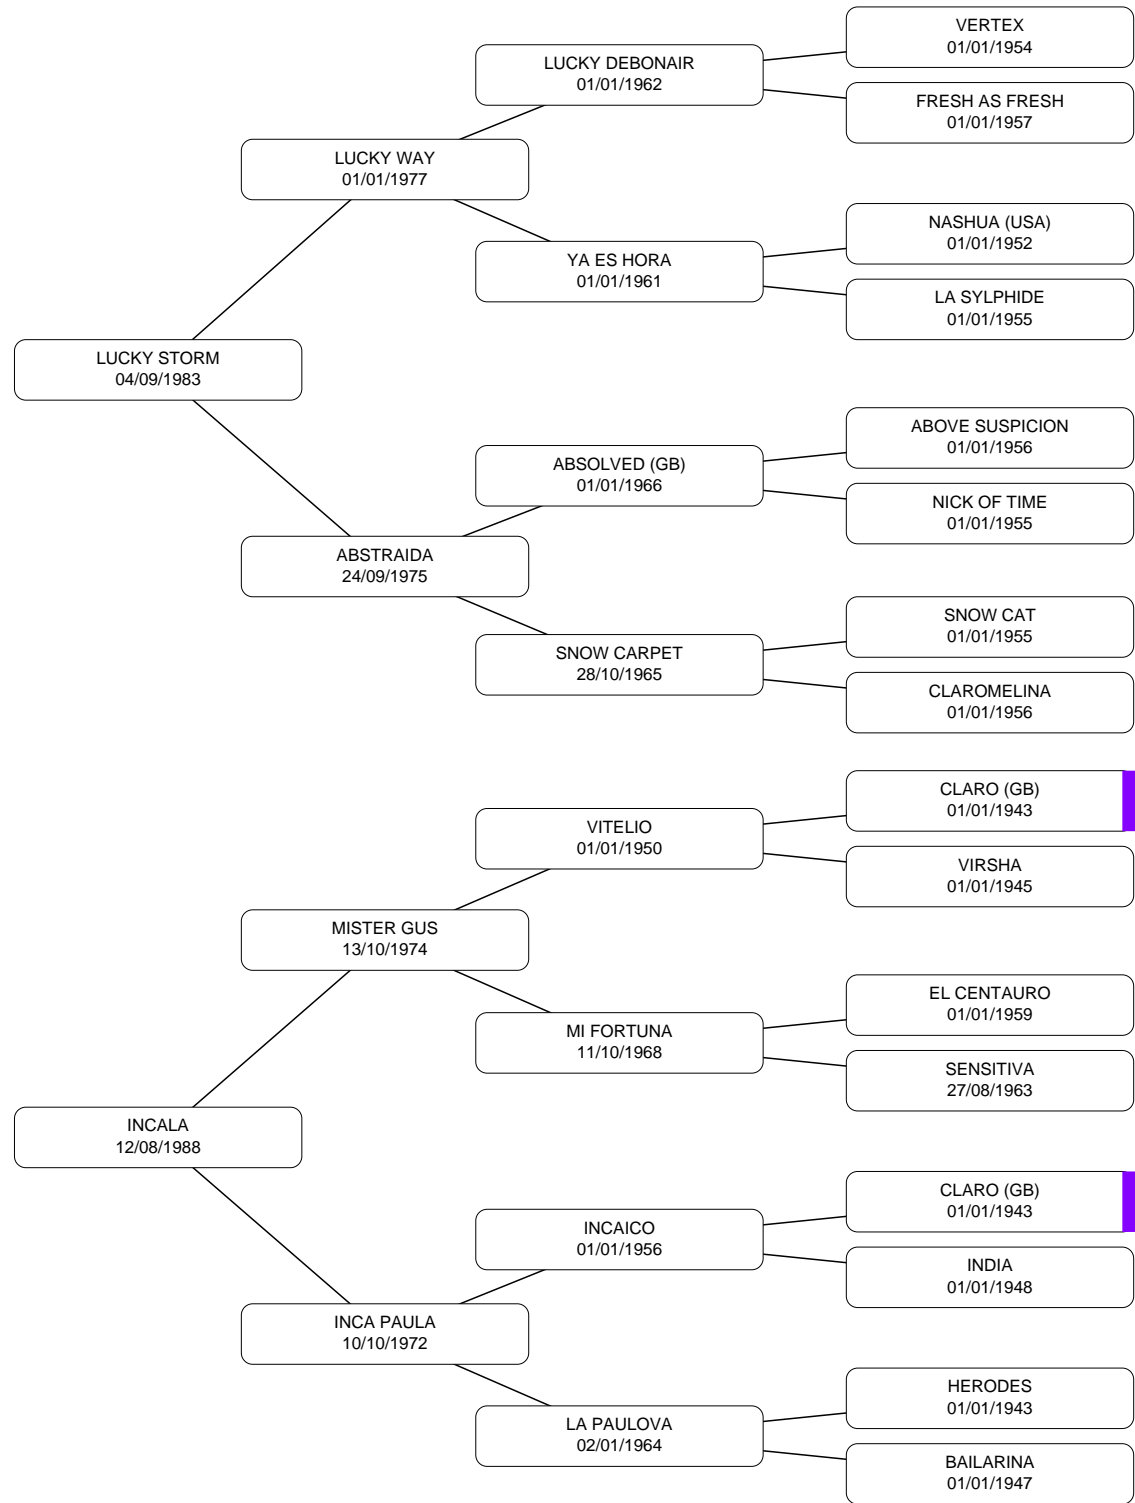 VERTEX
01/01/1954
LUCKY DEBONAIR
01/01/1962
FRESH AS FRESH
01/01/1957
LUCKY WAY
01/01/1977
NASHUA (USA)
01/01/1952
YA ES HORA
01/01/1961
LA SYLPHIDE
01/01/1955
LUCKY STORM
04/09/1983
ABOVE SUSPICION
01/01/1956
ABSOLVED (GB)
01/01/1966
NICK OF TIME
01/01/1955
ABSTRAIDA
24/09/1975
SNOW CAT
01/01/1955
SNOW CARPET
28/10/1965
CLAROMELINA
01/01/1956
CLARO (GB)
01/01/1943
VITELIO
01/01/1950
VIRSHA
01/01/1945
MISTER GUS
13/10/1974
EL CENTAURO
01/01/1959
MI FORTUNA
11/10/1968
SENSITIVA
27/08/1963
INCALA
12/08/1988
CLARO (GB)
01/01/1943
INCAICO
01/01/1956
INDIA
01/01/1948
INCA PAULA
10/10/1972
HERODES
01/01/1943
LA PAULOVA
02/01/1964
BAILARINA
01/01/1947